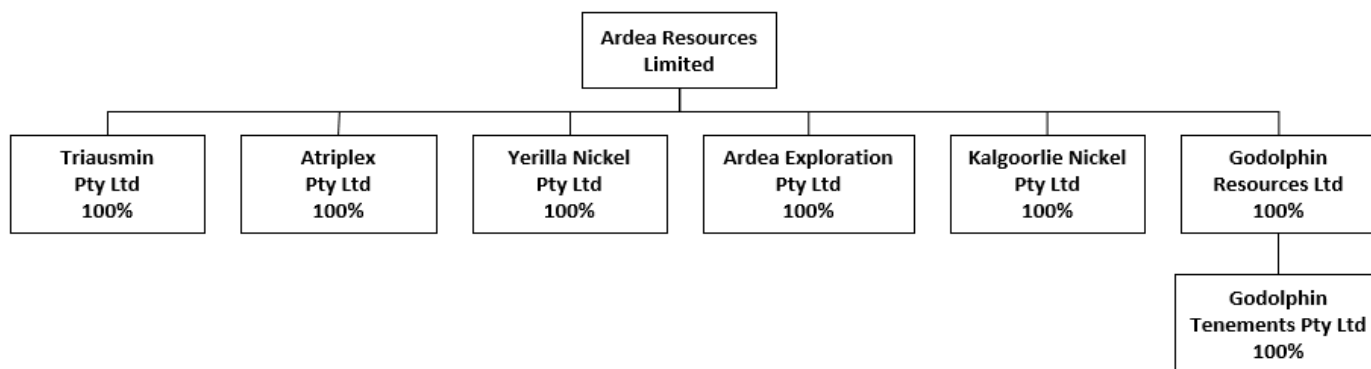 Ardea Resources
Limited
Triausmin
Pty Ltd
100%
Atriplex
Pty Ltd
100%
Yerilla Nickel
Pty Ltd
100%
Ardea Exploration
Pty Ltd
100%
Kalgoorlie Nickel
Pty Ltd
100%
Godolphin
Resources Ltd
100%
Godolphin
Tenements Pty Ltd
100%